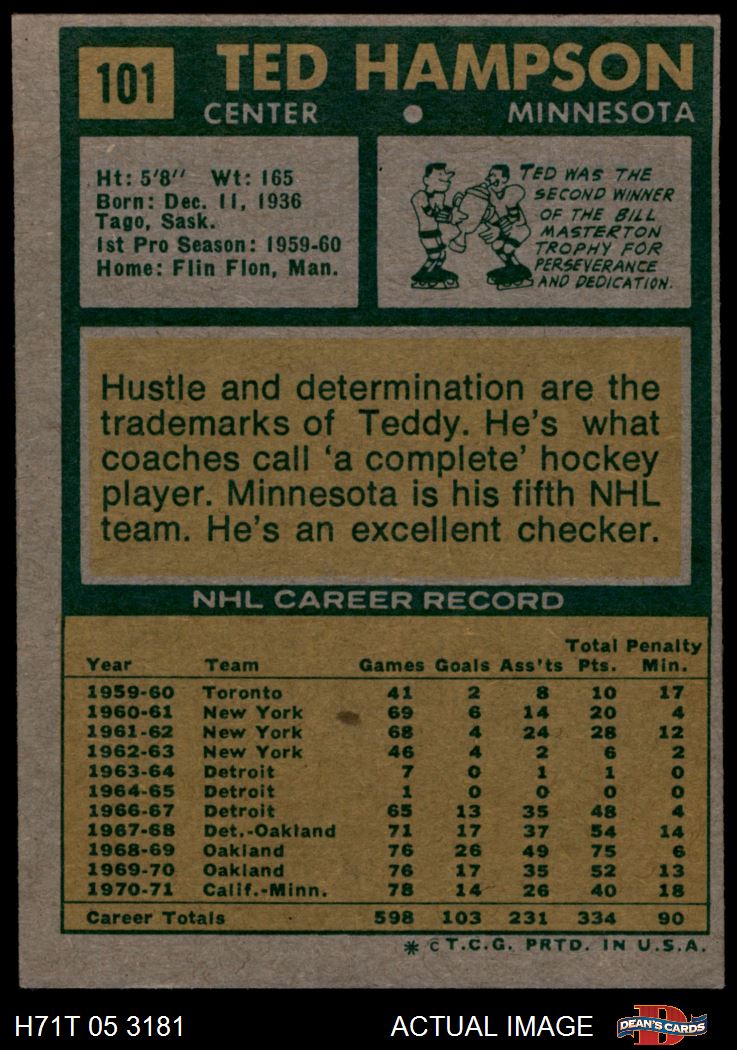 101
TED HAMPSON
CENTER
MINNESOTA
Ht: 5'8" Wt: 165
Born: Dec. 11, 1936
Tago, Sask.
1st Pro Season: 1959-60
Home: Flin Flon, Man.
TED WAS THE
SECOND WINNER
OF THE BILL
MASTERTON
TROPHY FOR
PERSEVERANCE
AND DEDICATION.
Hustle and determination are the
trademarks of Teddy. He's what
coaches call 'a complete' hockey
player. Minnesota is his fifth NHL
team. He's an excellent checker.
NHL CAREER RECORD
Total Penalty
Year Team Games Goals Ass'ts Pts. Min.
1959-60 Toronto 41 2 8 10 17
1960-61 New York 69 6 14 20 4
1961-62 New York 68 4 24 28 12
1962-63 New York 46 4 2 6 2
1963-64 Detroit 7 0 1 1 0
1964-65 Detroit 1 0 0 0 0
1966-67 Detroit 65 13 35 48 4
1967-68 Det.-Oakland 71 17 37 54 14
1968-69 Oakland 76 26 49 75 6
1969-70 Oakland 76 17 35 52 13
1970-71 Calif.-Minn. 78 14 26 40 18
Career Totals 598 103 231 334 90
* © T.C.G. PRTD. IN U.S.A.
H71T 05 3181
ACTUAL IMAGE
D
DEAN'S CARDS